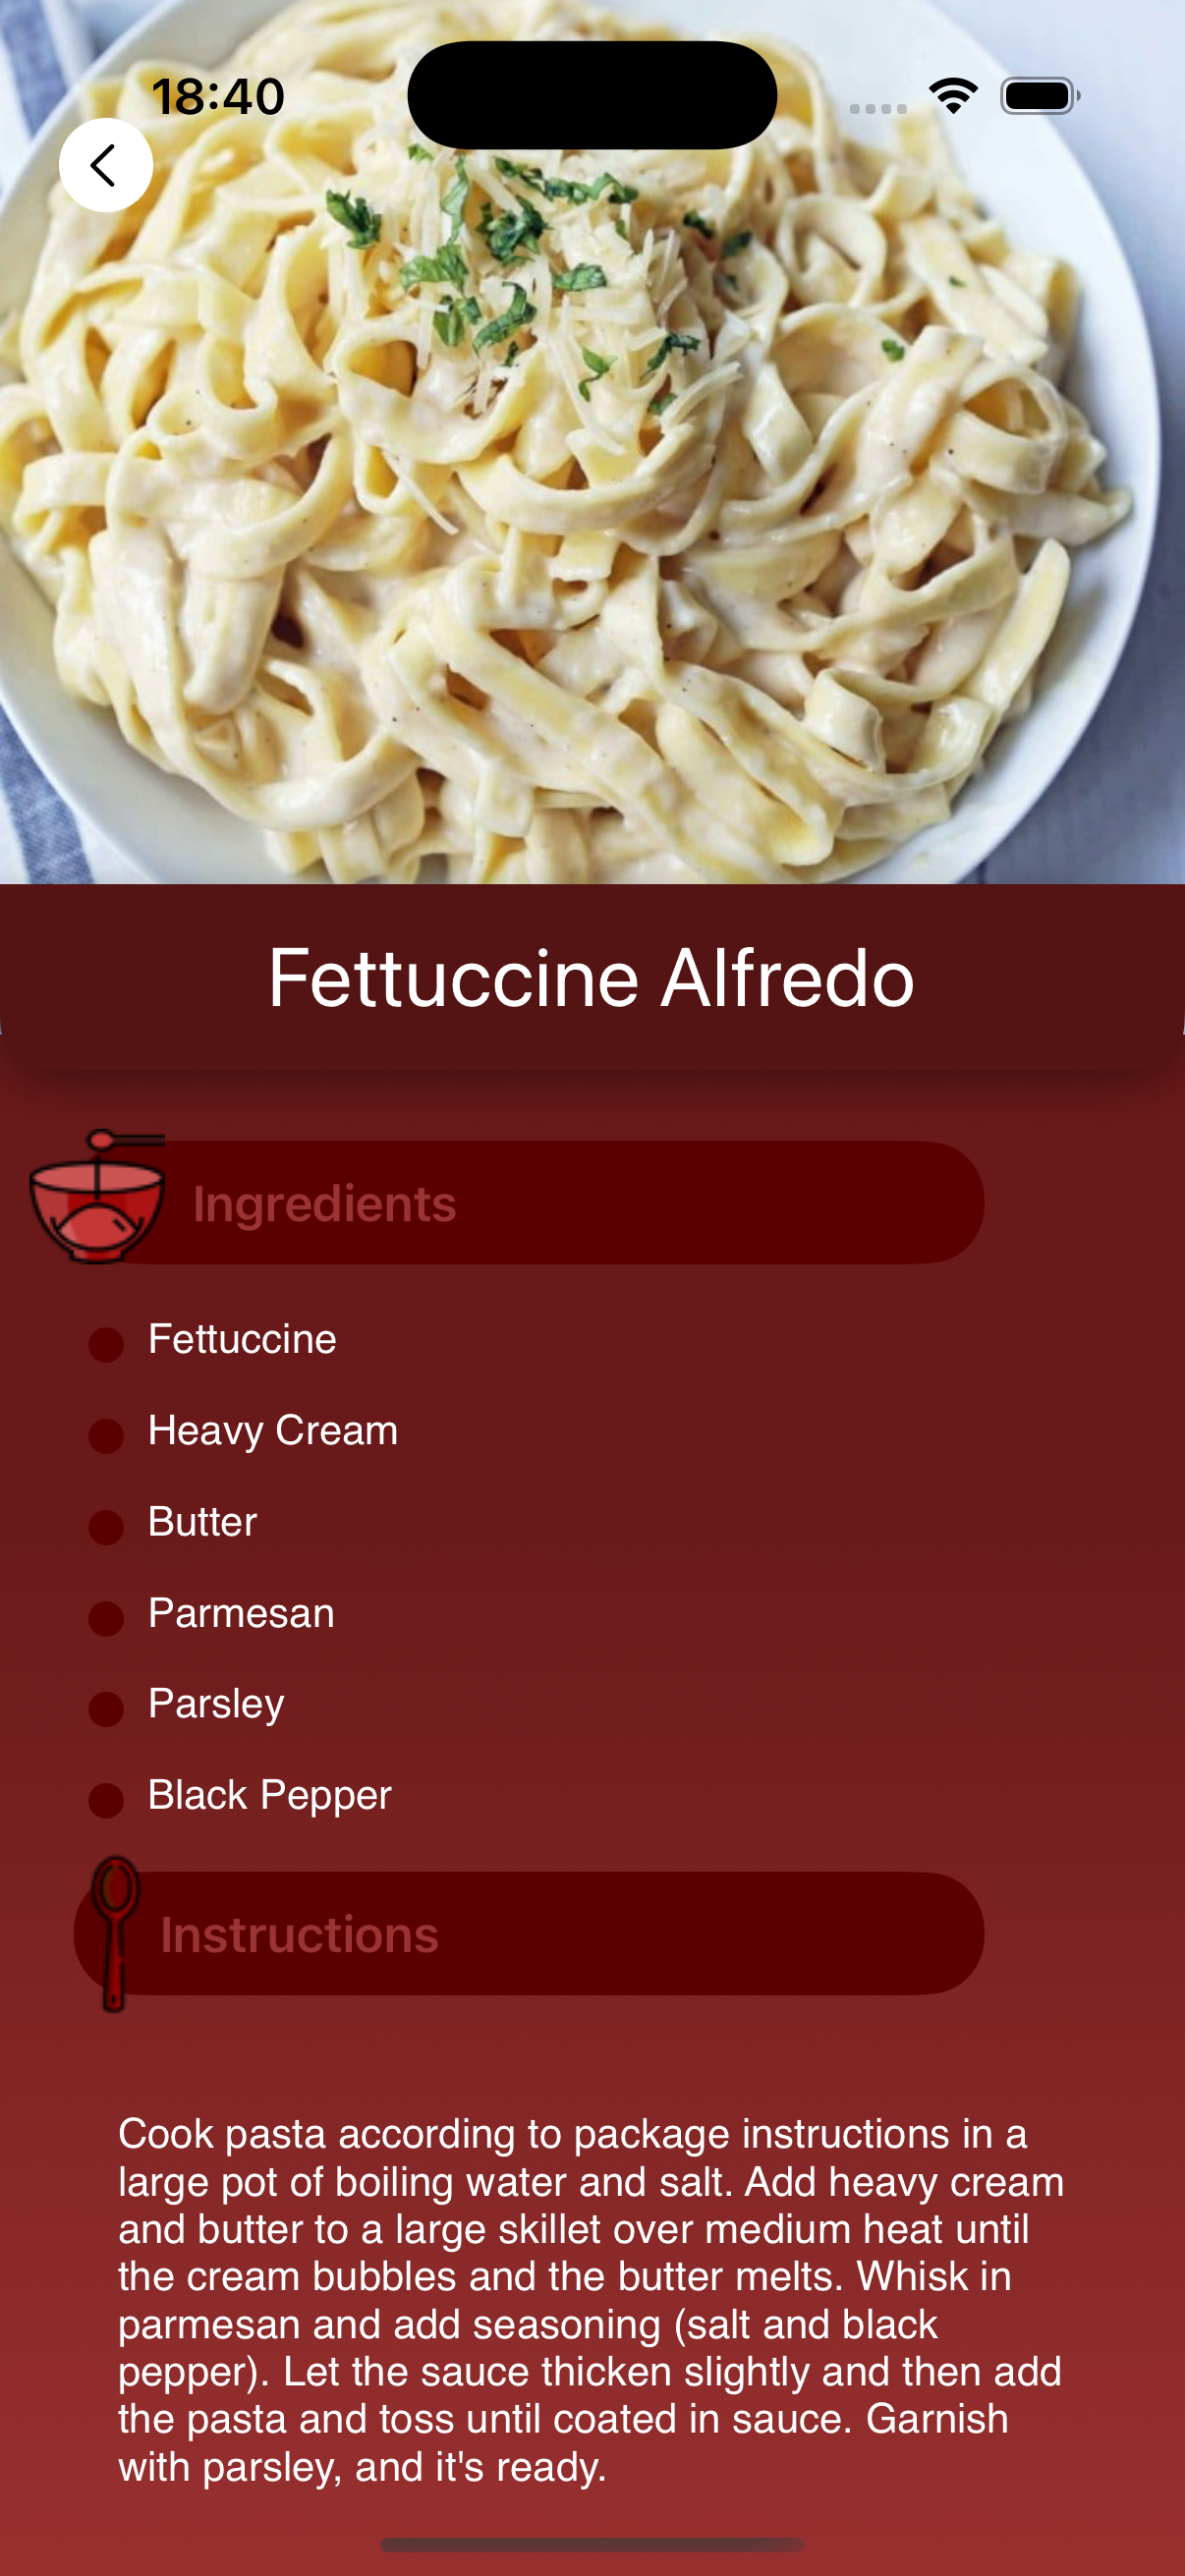 18:40
Fettuccine Alfredo
Ingredients
Fettuccine
Heavy Cream
Butter
Parmesan
Parsley
Black Pepper
Instructions
Cook pasta according to package instructions in a
large pot of boiling water and salt. Add heavy cream
and butter to a large skillet over medium heat until
the cream bubbles and the butter melts. Whisk in
parmesan and add seasoning (salt and black
pepper). Let the sauce thicken slightly and then add
the pasta and toss until coated in sauce. Garnish
with parsley, and it's ready.